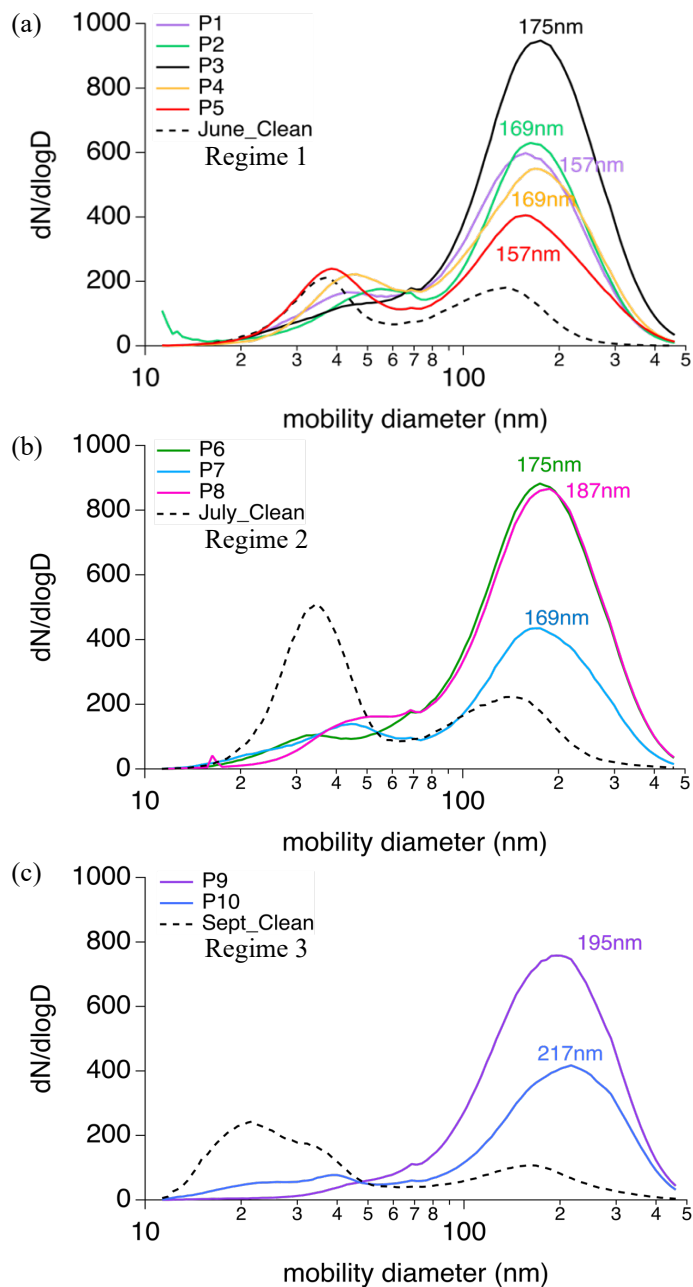 (a)
1000
800
600
400
200
0
dN/dlogD
P1
P2
P3
P4
P5
June_Clean
Regime 1
175nm
169nm
157nm
169nm
157nm
10
2
3
4
5
6
7
8
100
2
3
4
5
mobility diameter (nm)
(b)
1000
800
600
400
200
0
dN/dlogD
P6
P7
P8
July_Clean
Regime 2
175nm
187nm
169nm
10
2
3
4
5
6
7
8
100
2
3
4
5
mobility diameter (nm)
(c)
1000
800
600
400
200
0
dN/dlogD
P9
P10
Sept_Clean
Regime 3
195nm
217nm
10
2
3
4
5
6
7
8
100
2
3
4
5
mobility diameter (nm)